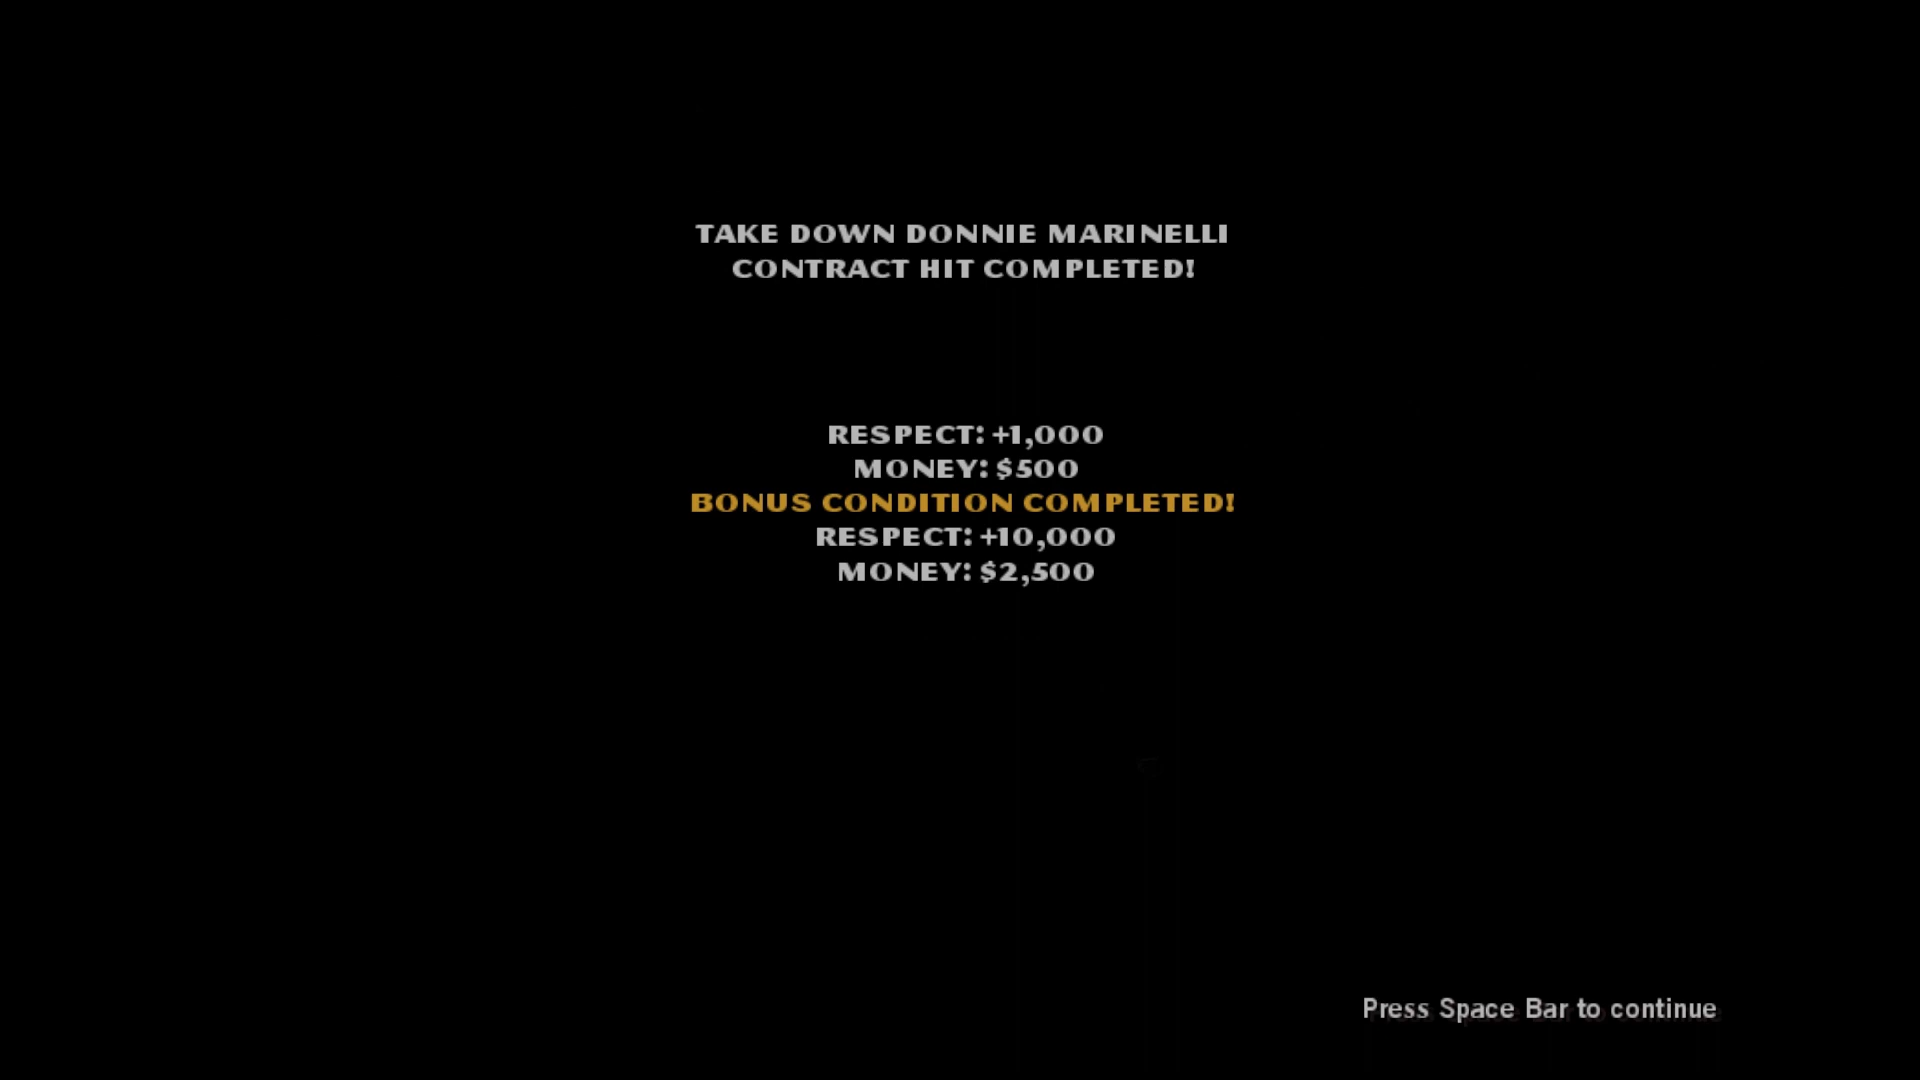 TAKE DOWN DONNIE MARINELLI
CONTRACT HIT COMPLETED!
RESPECT: +1,000
MONEY: $500
BONUS CONDITION COMPLETED!
RESPECT: +10,000
MONEY: $2,500
Press Space Bar to continue